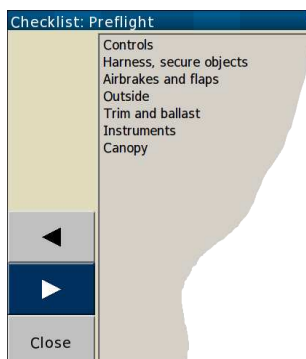 Checklist: Preflight
Controls
Harness, secure objects
Airbrakes and flaps
Outside
Trim and ballast
Instruments
Canopy
Close